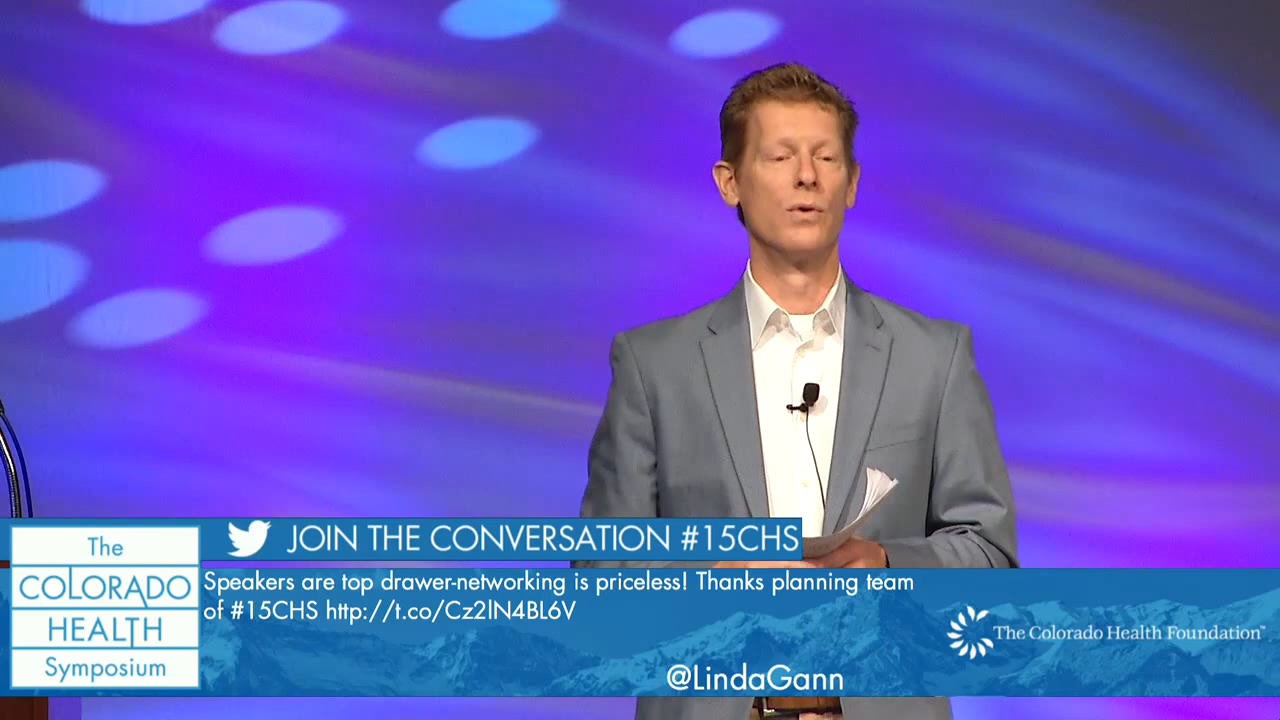 JOIN THE CONVERSATION #15CHS
The
COLORADO
HEALTH
Symposium
Speakers are top drawer-networking is priceless! Thanks planning team
of #15CHS http://t.co/Cz2lN4BL6V
The Colorado Health Foundation™
@LindaGann